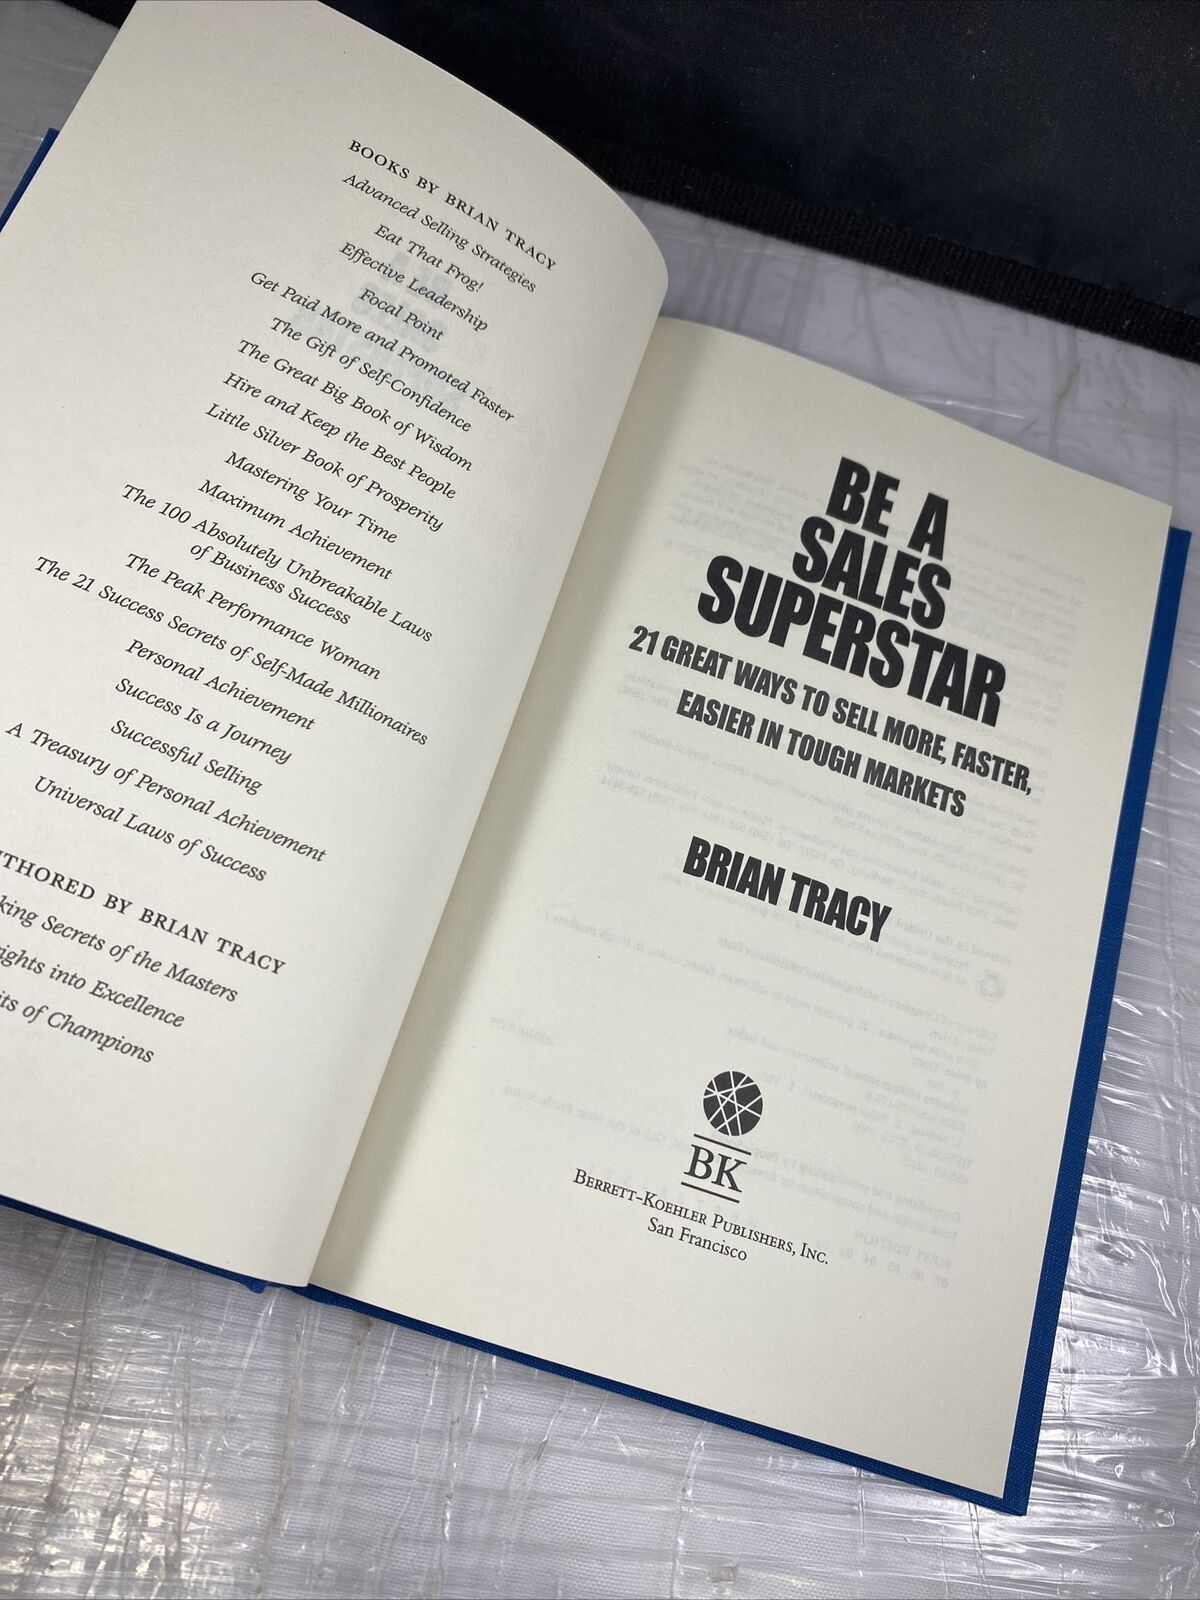 BOOKS BY BRIAN TRACY
Advanced Selling Strategies
Eat That Frog!
Effective Leadership
Focal Point
Get Paid More and Promoted Faster
The Gift of Self-Confidence
The Great Big Book of Wisdom
Hire and Keep the Best People
Little Silver Book of Prosperity
Mastering Your Time
Maximum Achievement
The 100 Absolutely Unbreakable Laws
of Business Success
The Peak Performance Woman
The 21 Success Secrets of Self-Made Millionaires
Personal Achievement
Success Is a Journey
Successful Selling
A Treasury of Personal Achievement
Universal Laws of Success
BY BRIAN TRACY
Secrets of the Masters
into Excellence
of Champions
BE A
SALES
SUPERSTAR
21 GREAT WAYS TO SELL MORE, FASTER,
EASIER IN TOUGH MARKETS
BRIAN TRACY
BK
BERRETT-KOEHLER PUBLISHERS, INC.
San Francisco